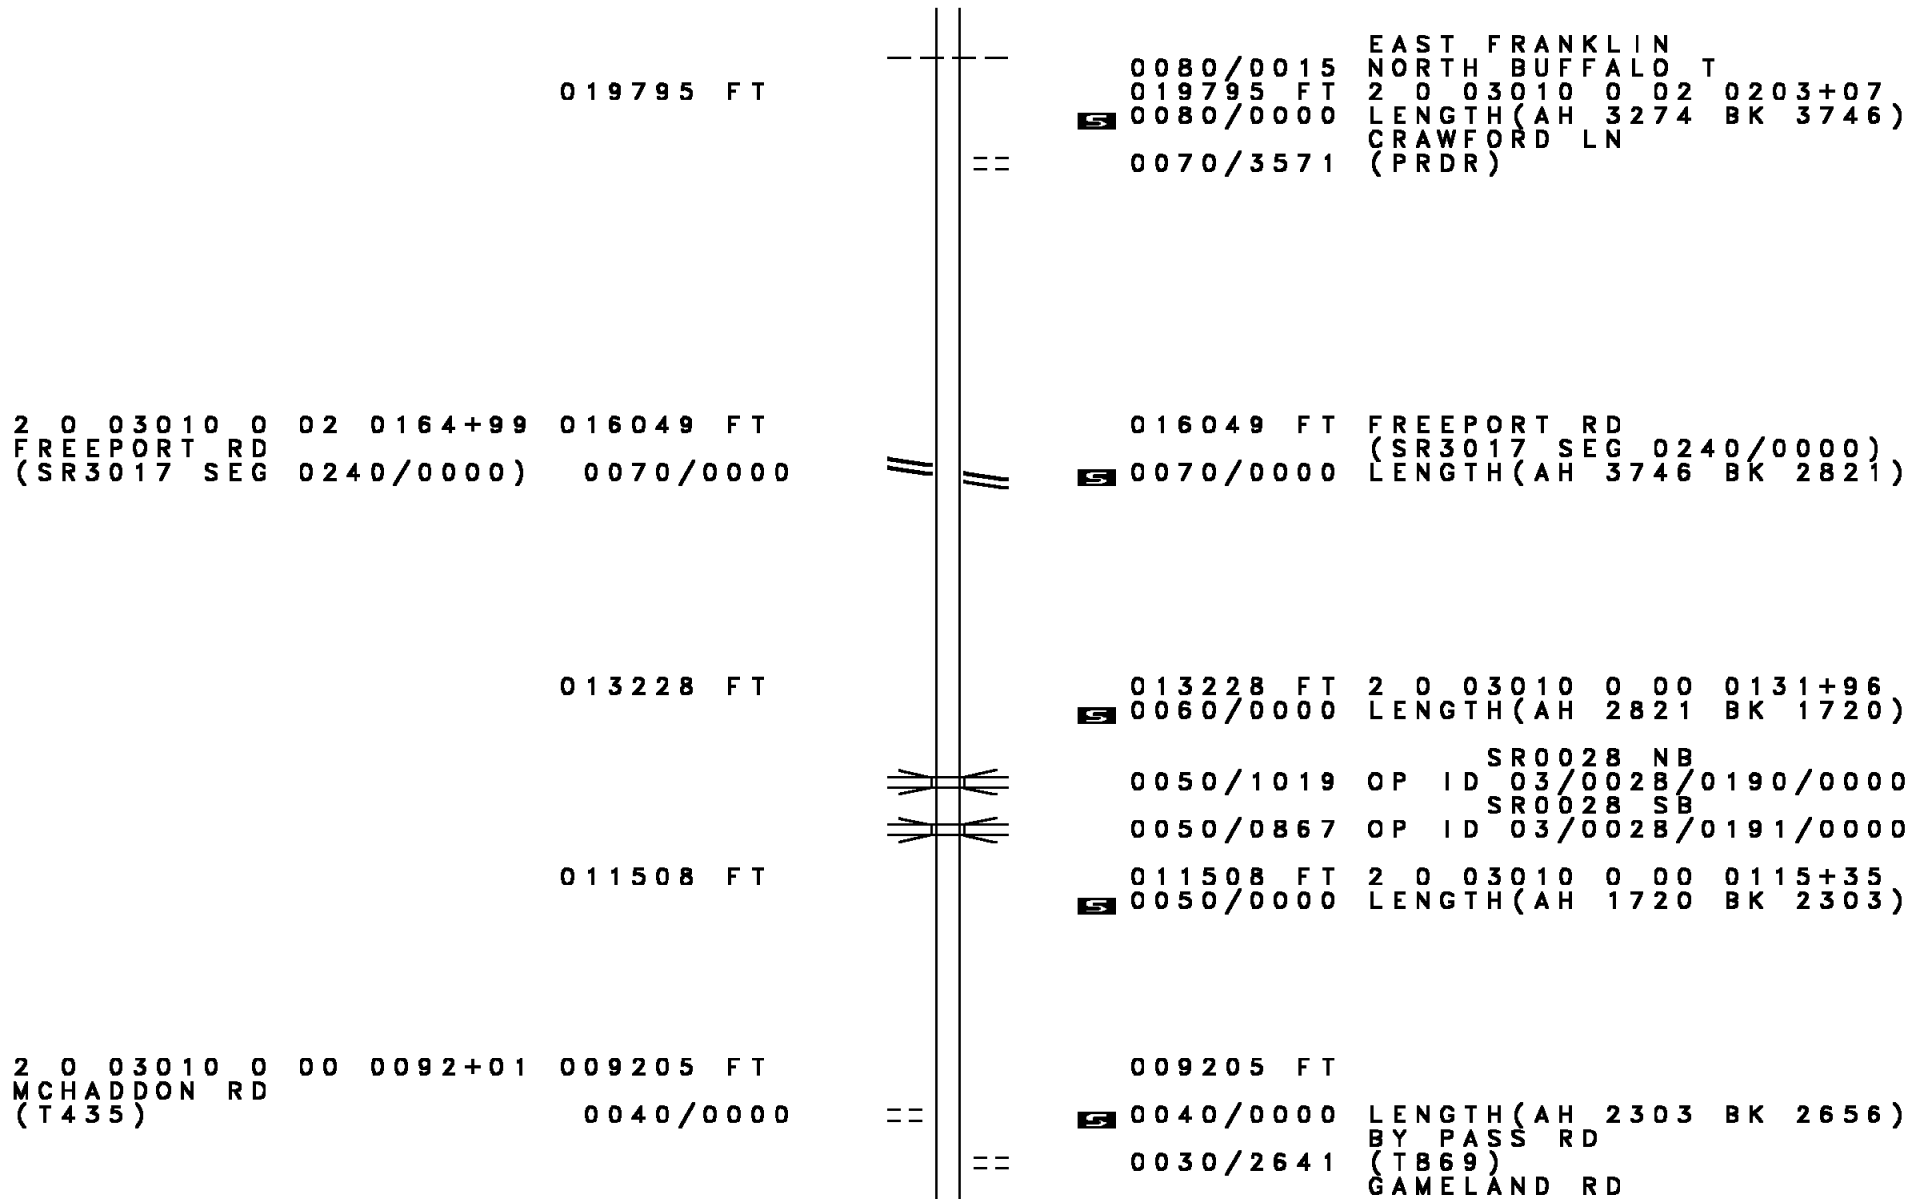 EAST FRANKLIN
0080/0015 NORTH BUFFALO T
019795 FT 019795 FT 2 0 03010 0 02 0203+07
S 0080/0000 LENGTH(AH 3274 BK 3746)
CRAWFORD LN
0070/3571 (PRDR)
2 0 03010 0 02 0164+99 016049 FT 016049 FT FREEPORT RD
FREEPORT RD (SR3017 SEG 0240/0000)
(SR3017 SEG 0240/0000) 0070/0000 S 0070/0000 LENGTH(AH 3746 BK 2821)
013228 FT 013228 FT 2 0 03010 0 00 0131+96
S 0060/0000 LENGTH(AH 2821 BK 1720)
SR0028 NB
0050/1019 OP ID 03/0028/0190/0000
SR0028 SB
0050/0867 OP ID 03/0028/0191/0000
011508 FT 011508 FT 2 0 03010 0 00 0115+35
S 0050/0000 LENGTH(AH 1720 BK 2303)
2 0 03010 0 00 0092+01 009205 FT 009205 FT
MCHADDON RD
(T435) 0040/0000 S 0040/0000 LENGTH(AH 2303 BK 2656)
BY PASS RD
0030/2641 (T869)
GAMELAND RD